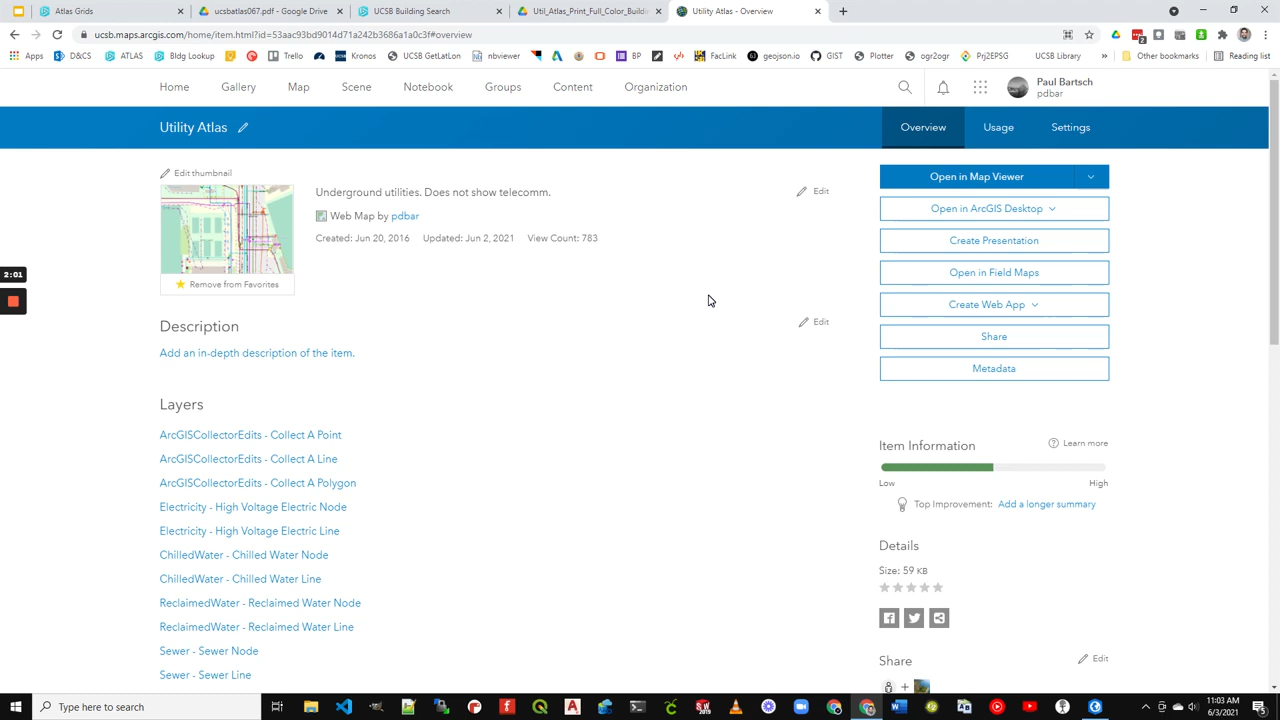 Atlas Grids
ucsbatlas067.pdf - Google Drive
UCSB Building Search
Util_Atlas_Print_Full_Color_Buildin
Utility Atlas - Overview
ucsb.maps.arcgis.com/home/item.html?id=53aac93bd9014d71a242b3686a1a0c3f#overview
2
Apps
D&CS
ATLAS
Bldg Lookup
Trello
Kronos
UCSB GetLatLon
nbviewer
BP
FacLink
geojson.io
GIST
Plotter
ogr2ogr
Prj2EPSG
UCSB Library
»
Other bookmarks
Reading list
Home
Gallery
Map
Scene
Notebook
Groups
Content
Organization
Paul Bartsch
pdbar
Utility Atlas
Overview
Usage
Settings
Edit thumbnail
Underground utilities. Does not show telecomm.
Edit
Web Map by pdbar
Created: Jun 20, 2016 Updated: Jun 2, 2021 View Count: 783
Remove from Favorites
2:01
Open in Map Viewer
Open in ArcGIS Desktop
Create Presentation
Open in Field Maps
Create Web App
Share
Metadata
Description
Edit
Add an in-depth description of the item.
Layers
ArcGISCollectorEdits - Collect A Point
ArcGISCollectorEdits - Collect A Line
ArcGISCollectorEdits - Collect A Polygon
Electricity - High Voltage Electric Node
Electricity - High Voltage Electric Line
ChilledWater - Chilled Water Node
ChilledWater - Chilled Water Line
ReclaimedWater - Reclaimed Water Node
ReclaimedWater - Reclaimed Water Line
Sewer - Sewer Node
Sewer - Sewer Line
Item Information
Learn more
Low
High
Top Improvement: Add a longer summary
Details
Size: 59 KB
Share
Edit
Type here to search
11:03 AM
6/3/2021